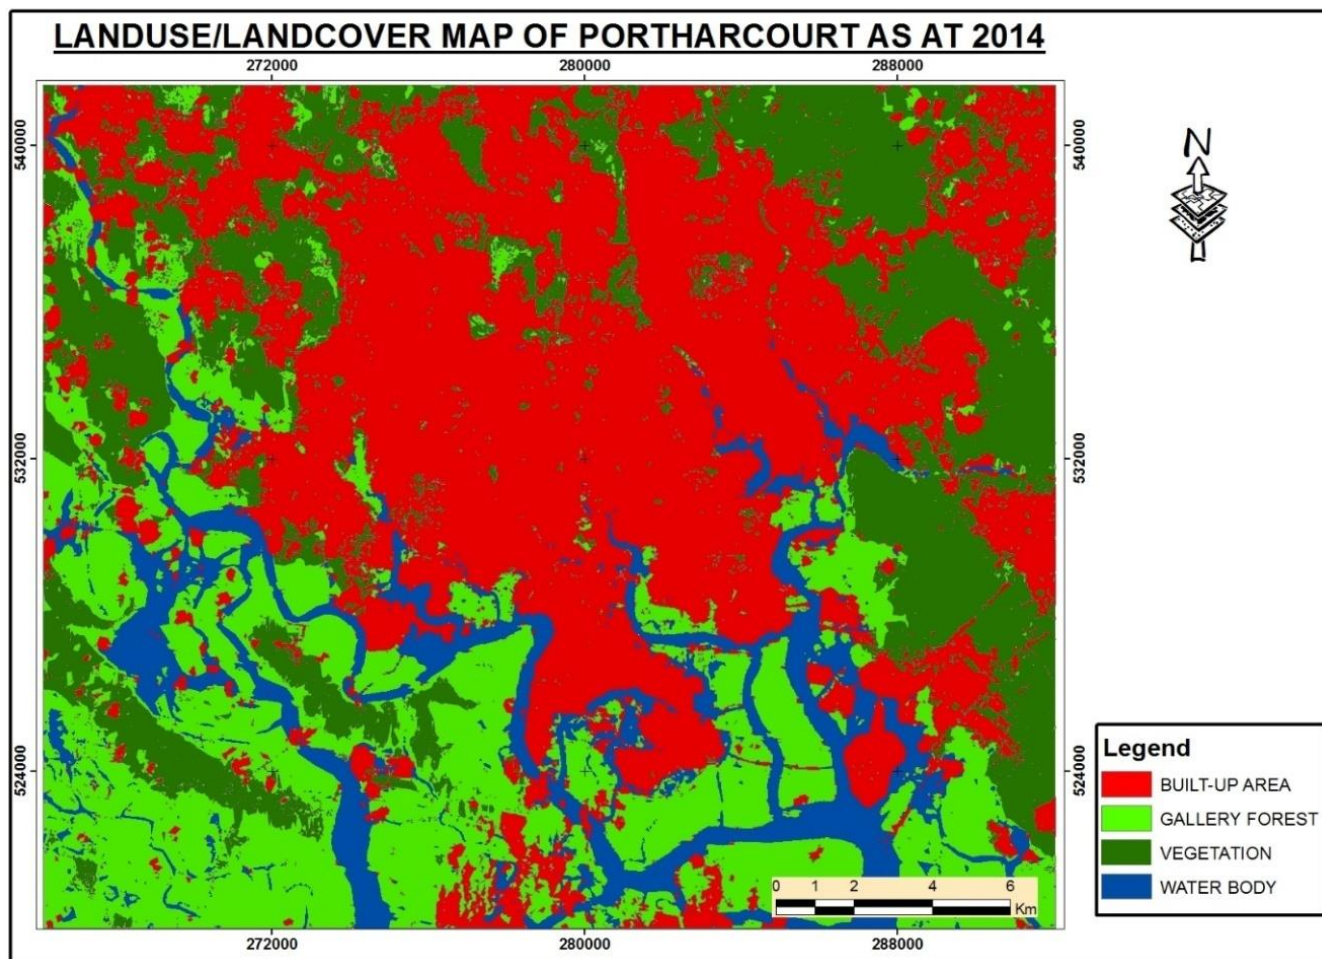 LANDUSE/LANDCOVER MAP OF PORTHARCOURT AS AT 2014
272000 280000 288000
540000 540000
N
532000 532000
524000 524000
Legend
BUILT-UP AREA
GALLERY FOREST
VEGETATION
WATER BODY
0 1 2 4 6
Km
272000 280000 288000